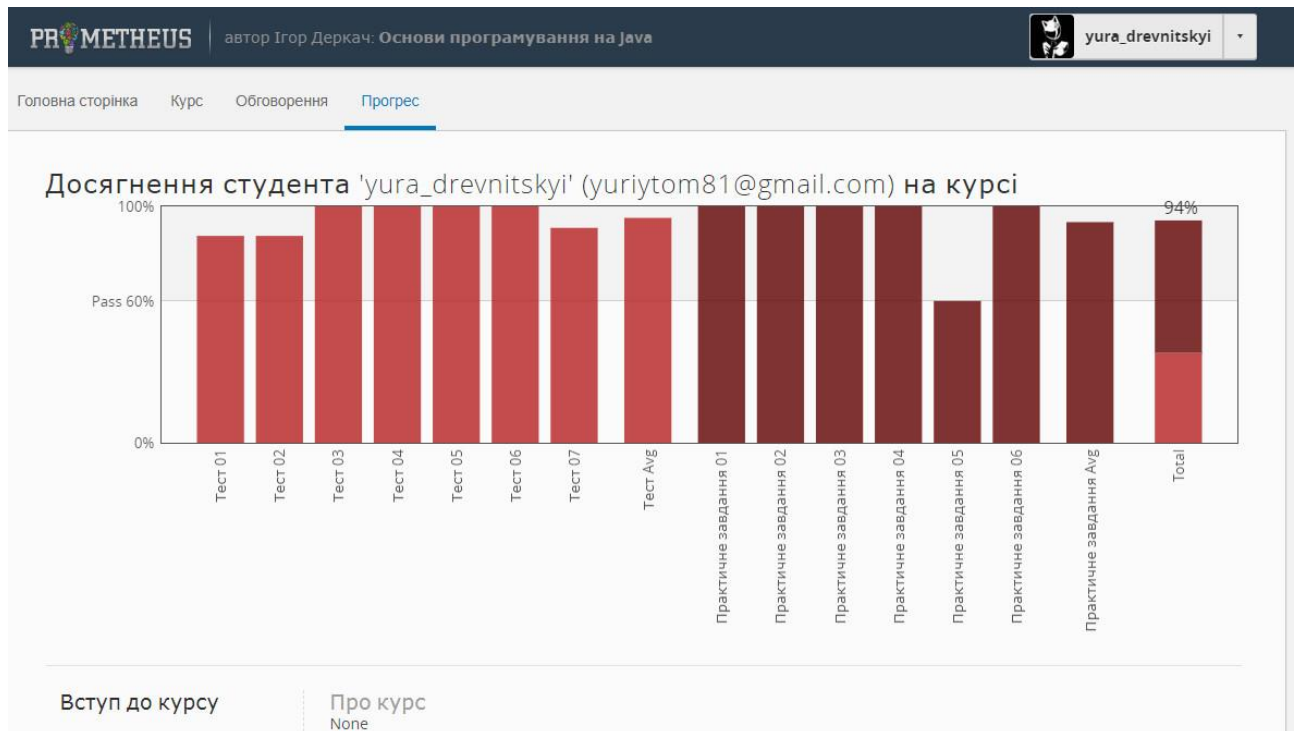 PROMETHEUS
автор Ігор Деркач: Основи програмування на Java
yura_drevnitskyi
Головна сторінка Курс Обговорення Прогрес
Досягнення студента 'yura_drevnitskyi' (yuriytom81@gmail.com) на курсі
100%
94%
Pass 60%
0%
Тест 01
Тест 02
Тест 03
Тест 04
Тест 05
Тест 06
Тест 07
Тест Avg
Практичне завдання 01
Практичне завдання 02
Практичне завдання 03
Практичне завдання 04
Практичне завдання 05
Практичне завдання 06
Практичне завдання Avg
Total
Вступ до курсу
Про курс
None